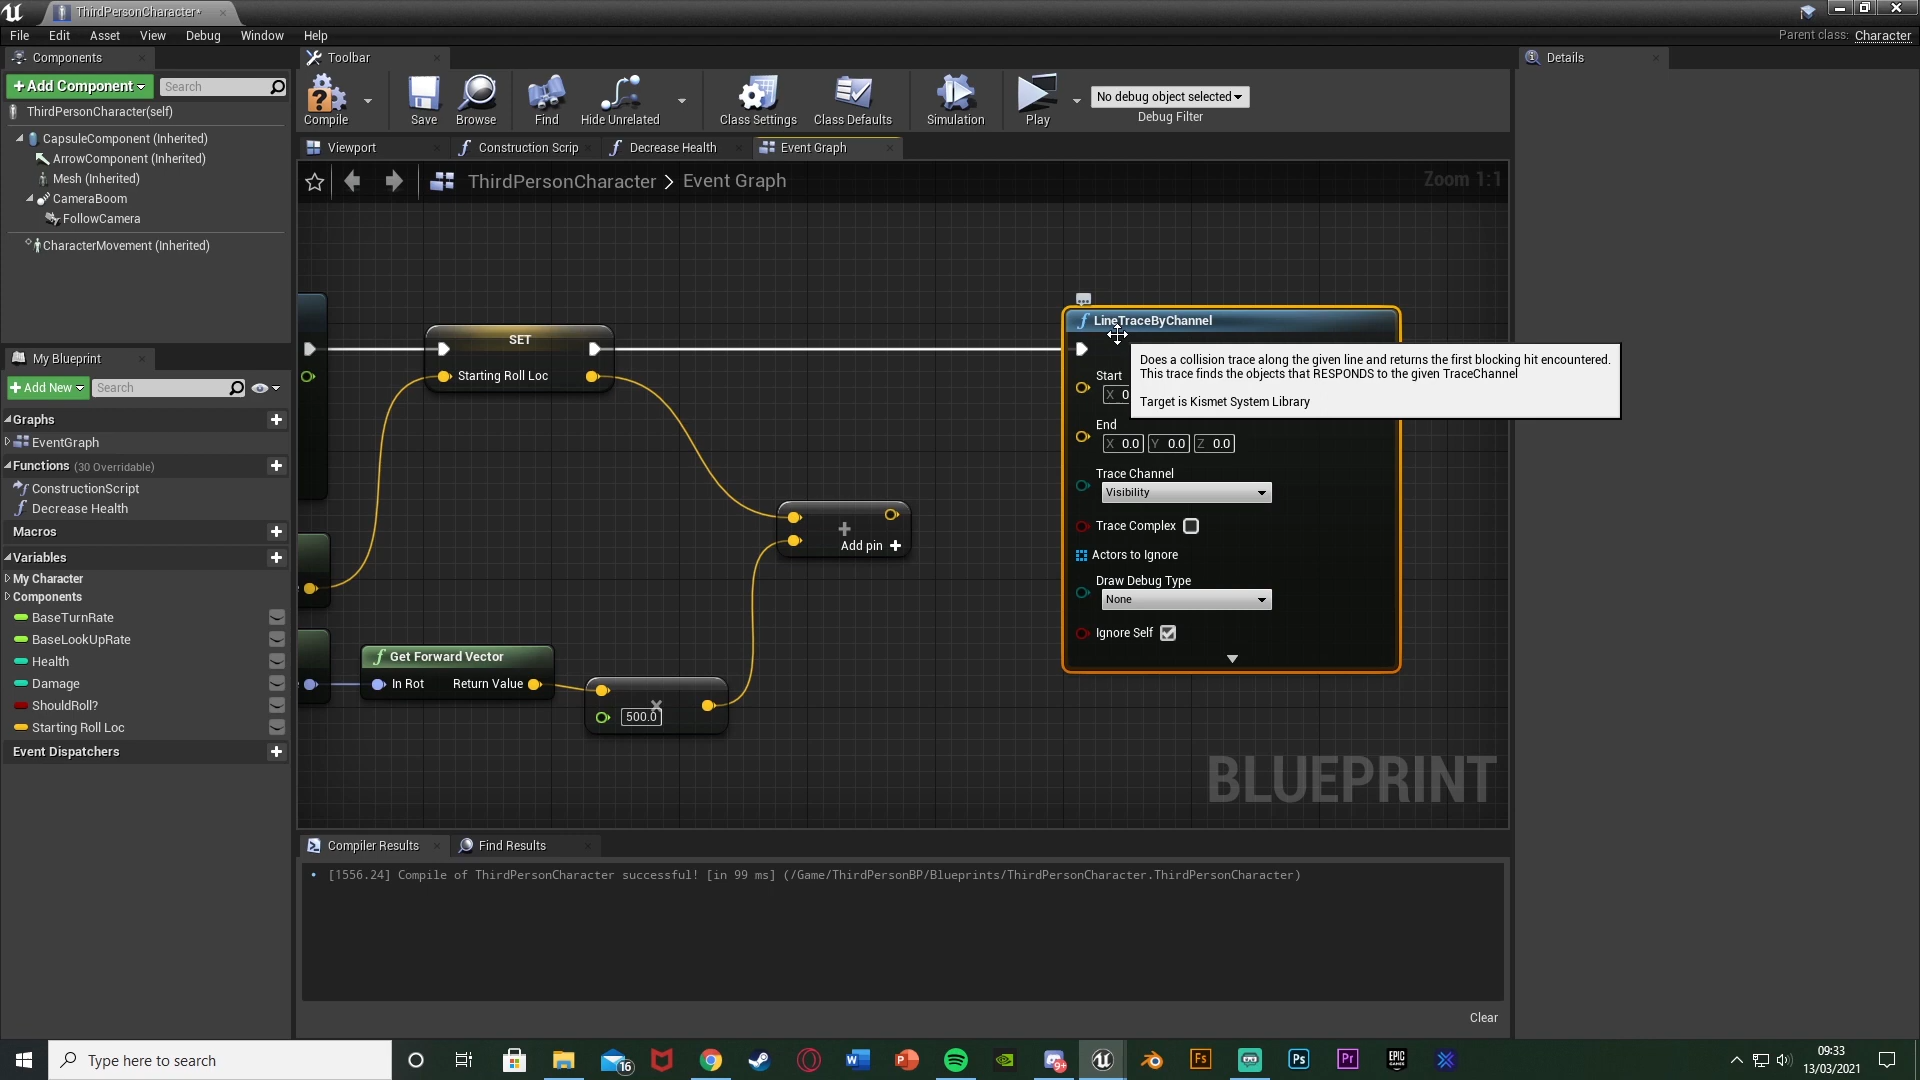 ThirdPersonCharacter*
File Edit Asset View Debug Window Help
Parent class: Character
Components
Toolbar
Details
Add Component
Search
Compile
Save
Browse
Find
Hide Unrelated
Class Settings
Class Defaults
Simulation
Play
No debug object selected
Debug Filter
ThirdPersonCharacter(self)
CapsuleComponent (Inherited)
ArrowComponent (Inherited)
Mesh (Inherited)
CameraBoom
FollowCamera
CharacterMovement (Inherited)
Viewport
Construction Scrip
Decrease Health
Event Graph
ThirdPersonCharacter > Event Graph
Zoom 1:1
My Blueprint
Add New
Search
Graphs
EventGraph
Functions (30 Overridable)
ConstructionScript
Decrease Health
Macros
Variables
My Character
Components
BaseTurnRate
BaseLookUpRate
Health
Damage
ShouldRoll?
Starting Roll Loc
Event Dispatchers
SET
Starting Roll Loc
Add pin
Get Forward Vector
In Rot Return Value
500.0
LineTraceByChannel
Does a collision trace along the given line and returns the first blocking hit encountered.
This trace finds the objects that RESPONDS to the given TraceChannel
Target is Kismet System Library
Start
X 0
End
X 0.0 Y 0.0 Z 0.0
Trace Channel
Visibility
Trace Complex
Actors to Ignore
Draw Debug Type
None
Ignore Self
BLUEPRINT
Compiler Results
Find Results
[1556.24] Compile of ThirdPersonCharacter successful! [in 99 ms] (/Game/ThirdPersonBP/Blueprints/ThirdPersonCharacter.ThirdPersonCharacter)
Clear
Type here to search
16
9+
Fs
Ps
Pr
EPIC
09:33
13/03/2021